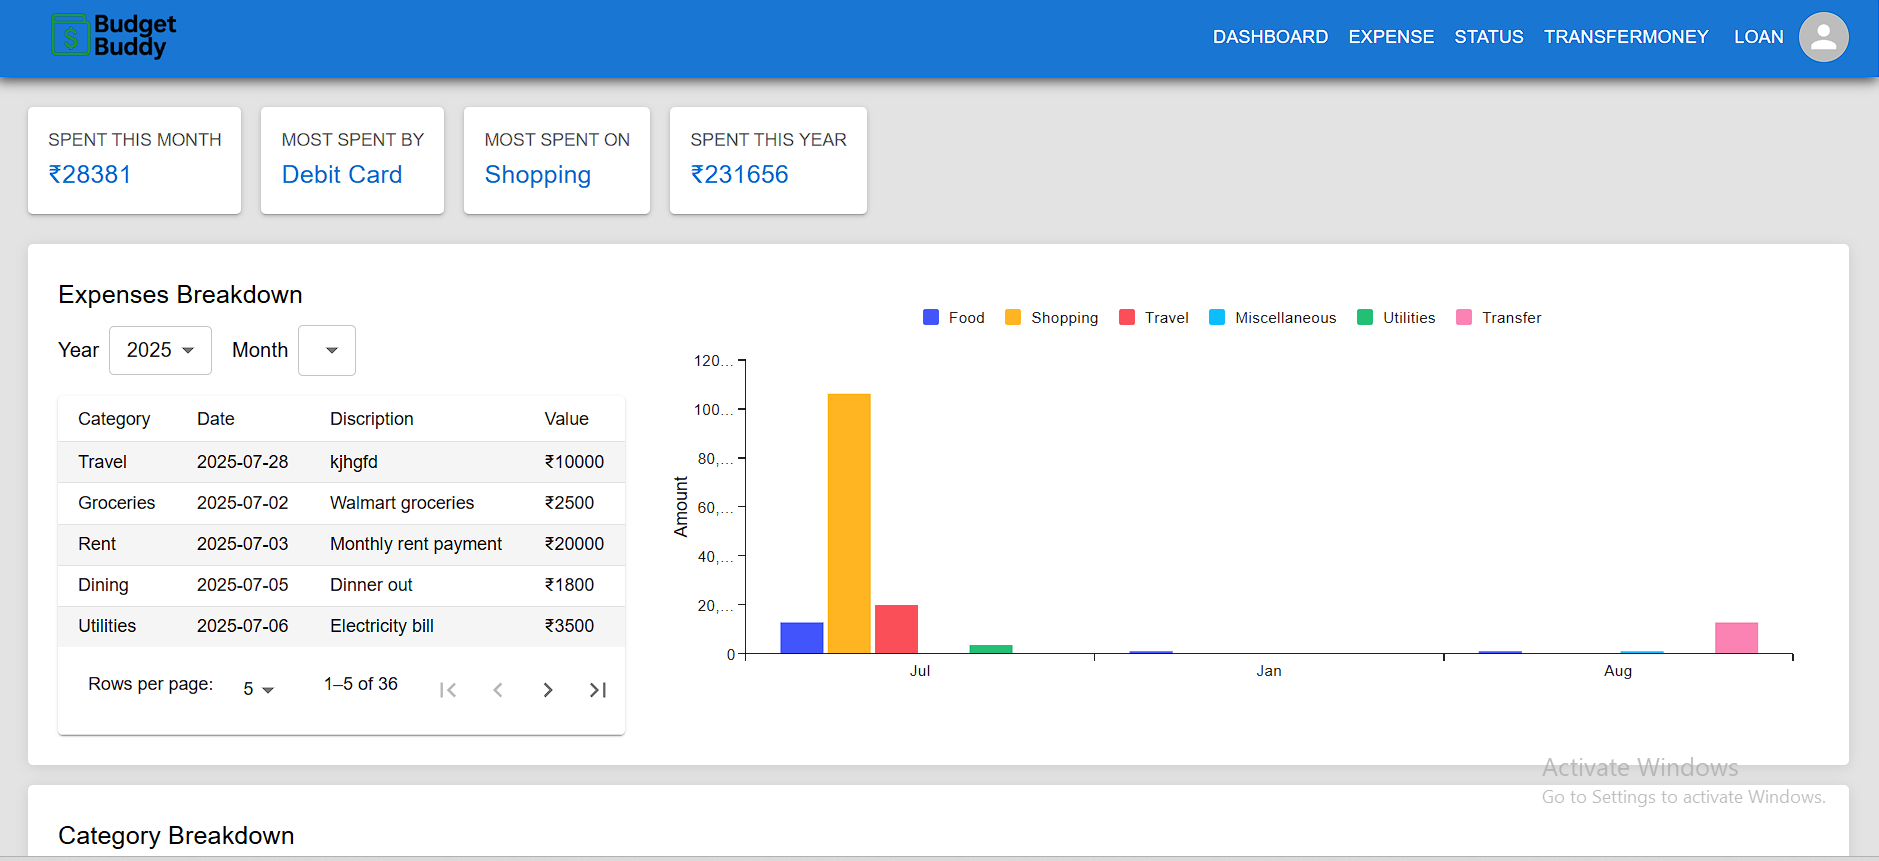 Budget
Buddy
$
DASHBOARD EXPENSE STATUS TRANSFERMONEY LOAN
SPENT THIS MONTH
₹28381
MOST SPENT BY
Debit Card
MOST SPENT ON
Shopping
SPENT THIS YEAR
₹231656
Expenses Breakdown
Year 2025 Month
Category Date Discription Value
Travel 2025-07-28 kjhgfd ₹10000
Groceries 2025-07-02 Walmart groceries ₹2500
Rent 2025-07-03 Monthly rent payment ₹20000
Dining 2025-07-05 Dinner out ₹1800
Utilities 2025-07-06 Electricity bill ₹3500
Rows per page: 5 1–5 of 36
Food Shopping Travel Miscellaneous Utilities Transfer
120...
100...
80,...
60,...
40,...
20,...
0
Amount
Jul Jan Aug
Activate Windows
Go to Settings to activate Windows.
Category Breakdown